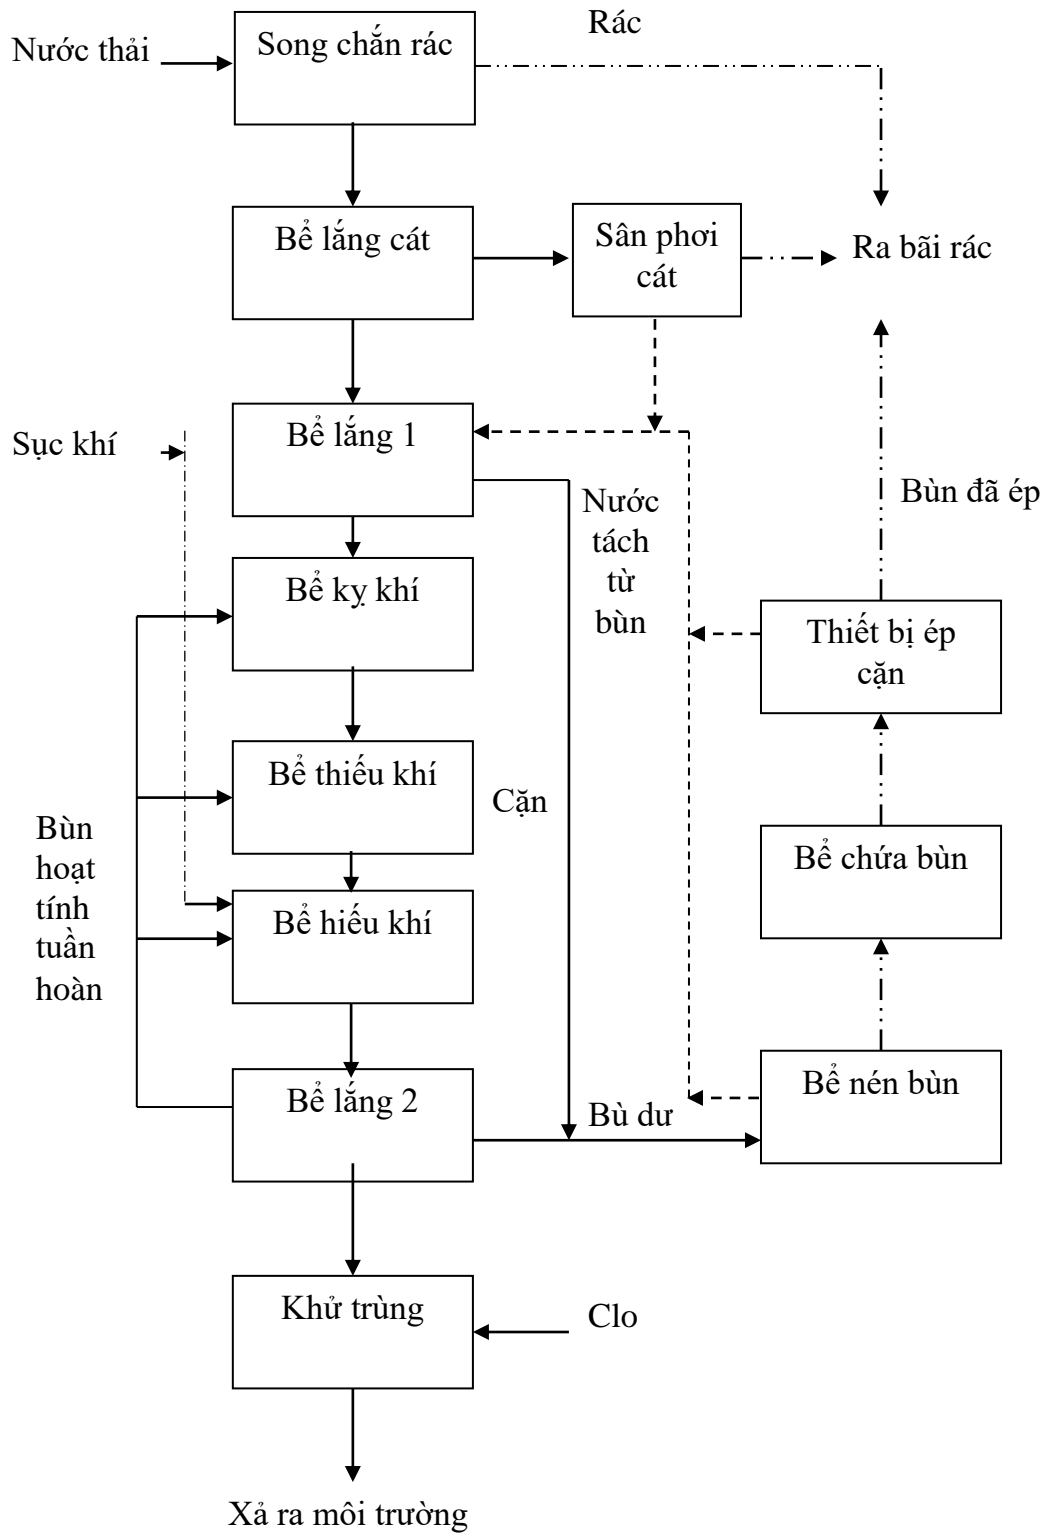 Rác
Nước thải
Song chắn rác
Bể lắng cát
Sân phơi
cát
Ra bãi rác
Sục khí
Bể lắng 1
Nước
tách
từ
bùn
Bùn đã ép
Bể kỵ khí
Thiết bị ép
cặn
Bể thiếu khí
Cặn
Bùn
hoạt
tính
tuần
hoàn
Bể chứa bùn
Bể hiếu khí
Bể lắng 2
Bù dư
Bể nén bùn
Khử trùng
Clo
Xả ra môi trường